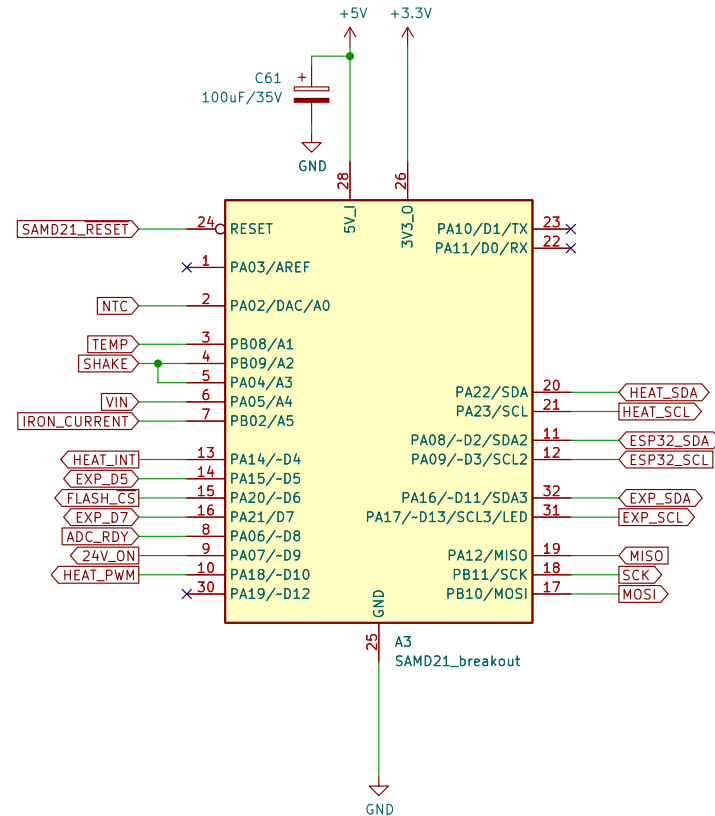 +5V
+3.3V
C61
+
100uF/35V
GND
28
26
5V_I
3V3_O
SAMD21_RESET
24
RESET
1
PA03/AREF
NTC
2
PA02/DAC/A0
TEMP
3
PB08/A1
SHAKE
4
PB09/A2
5
PA04/A3
VIN
6
PA05/A4
IRON_CURRENT
7
PB02/A5
HEAT_INT
13
PA14/~D4
EXP_D5
14
PA15/~D5
FLASH_CS
15
PA20/~D6
EXP_D7
16
PA21/D7
ADC_RDY
8
PA06/~D8
24V_ON
9
PA07/~D9
HEAT_PWM
10
PA18/~D10
30
PA19/~D12
PA10/D1/TX
23
PA11/D0/RX
22
PA22/SDA
20
HEAT_SDA
PA23/SCL
21
HEAT_SCL
PA08/~D2/SDA2
11
ESP32_SDA
PA09/~D3/SCL2
12
ESP32_SCL
PA16/~D11/SDA3
32
EXP_SDA
PA17/~D13/SCL3/LED
31
EXP_SCL
PA12/MISO
19
MISO
PB11/SCK
18
SCK
PB10/MOSI
17
MOSI
GND
25
A3
SAMD21_breakout
GND